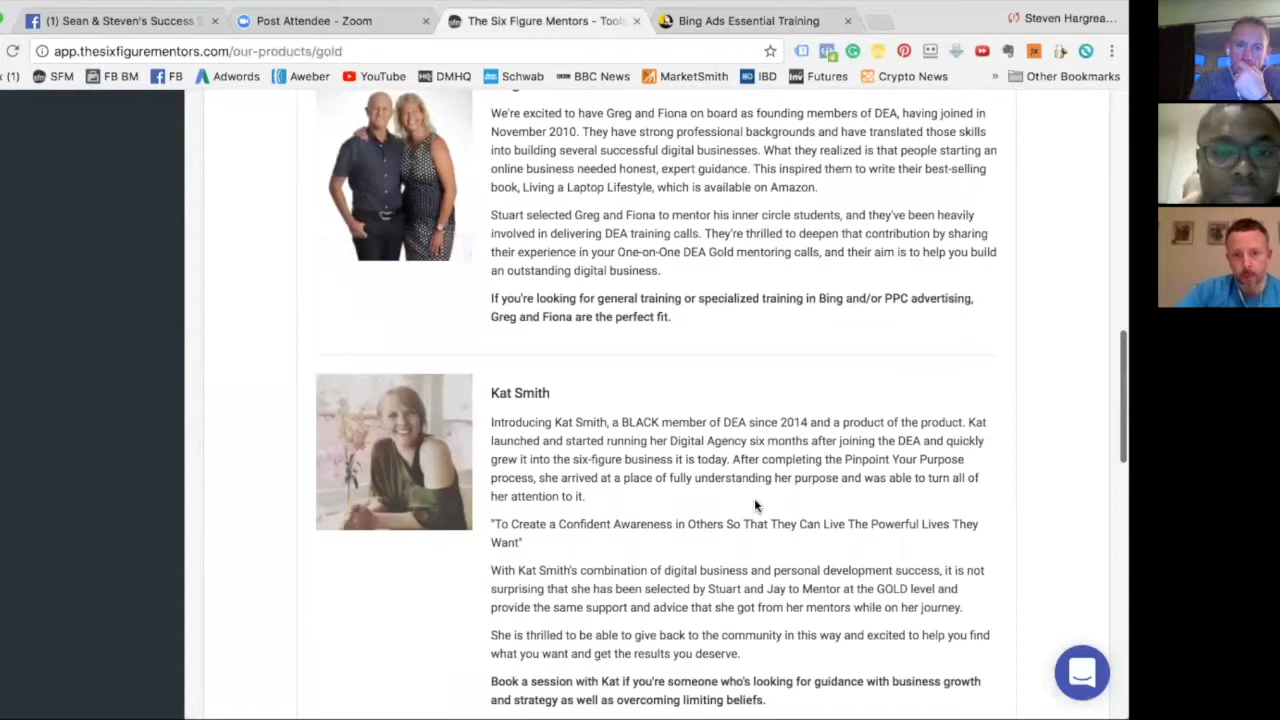 (1) Sean & Steven's Success
Post Attendee - Zoom
The Six Figure Mentors - Tools
Bing Ads Essential Training
Steven Hargrea...
app.thesixfigurementors.com/our-products/gold
(1)
SFM
FB BM
FB
Adwords
Aweber
YouTube
DMHQ
Schwab
BBC News
MarketSmith
IBD
Futures
Crypto News
»
Other Bookmarks
We're excited to have Greg and Fiona on board as founding members of DEA, having joined in
November 2010. They have strong professional backgrounds and have translated those skills
into building several successful digital businesses. What they realized is that people starting an
online business needed honest, expert guidance. This inspired them to write their best-selling
book, Living a Laptop Lifestyle, which is available on Amazon.
Stuart selected Greg and Fiona to mentor his inner circle students, and they've been heavily
involved in delivering DEA training calls. They're thrilled to deepen that contribution by sharing
their experience in your One-on-One DEA Gold mentoring calls, and their aim is to help you build
an outstanding digital business.
If you're looking for general training or specialized training in Bing and/or PPC advertising,
Greg and Fiona are the perfect fit.
Kat Smith
Introducing Kat Smith, a BLACK member of DEA since 2014 and a product of the product. Kat
launched and started running her Digital Agency six months after joining the DEA and quickly
grew it into the six-figure business it is today. After completing the Pinpoint Your Purpose
process, she arrived at a place of fully understanding her purpose and was able to turn all of
her attention to it.
"To Create a Confident Awareness in Others So That They Can Live The Powerful Lives They
Want"
With Kat Smith's combination of digital business and personal development success, it is not
surprising that she has been selected by Stuart and Jay to Mentor at the GOLD level and
provide the same support and advice that she got from her mentors while on her journey.
She is thrilled to be able to give back to the community in this way and excited to help you find
what you want and get the results you deserve.
Book a session with Kat if you're someone who's looking for guidance with business growth
and strategy as well as overcoming limiting beliefs.